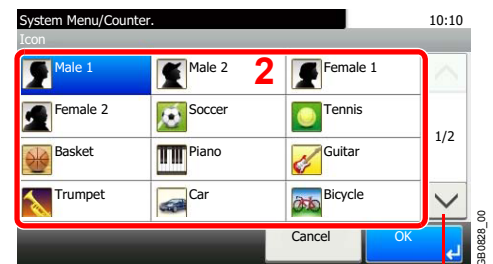 System Menu/Counter. 10:10
Icon
Male 1 Male 2 2 Female 1
Female 2 Soccer Tennis
1/2
Basket Piano Guitar
Trumpet Car Bicycle
Cancel OK
GB0828_00